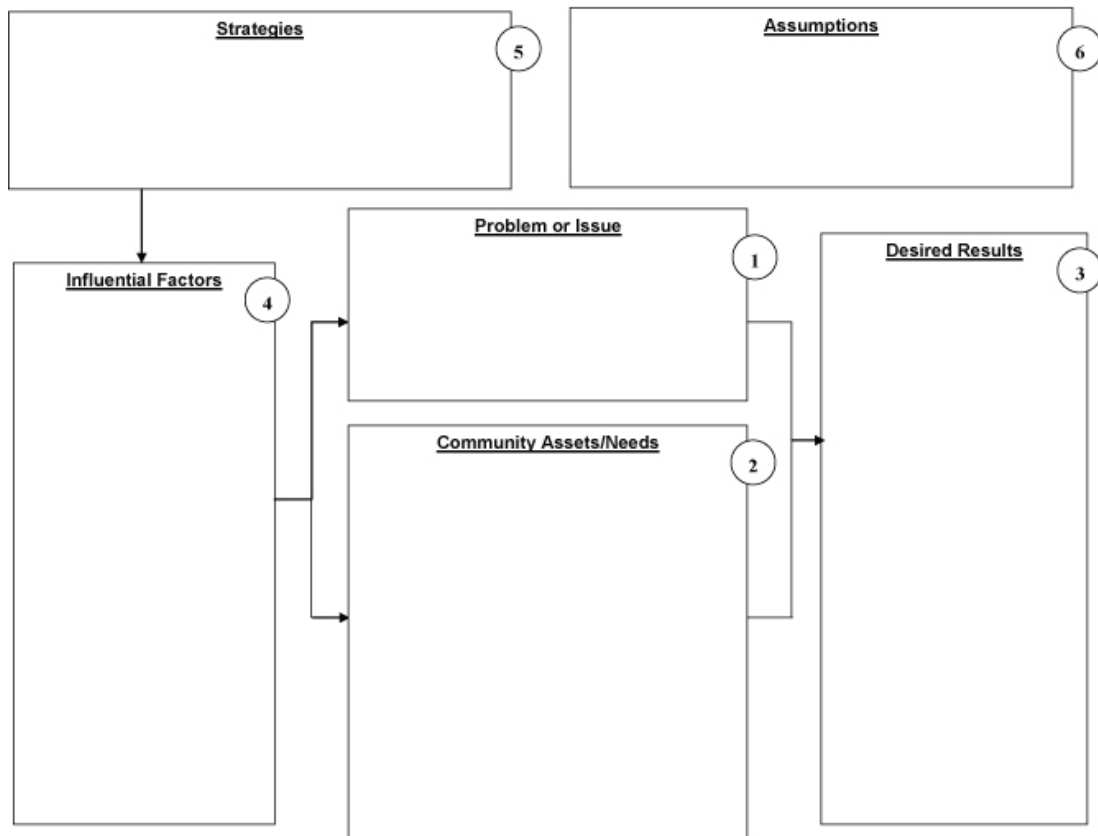 Strategies
5
Assumptions
6
Problem or Issue
1
Desired Results
3
Influential Factors
4
Community Assets/Needs
2